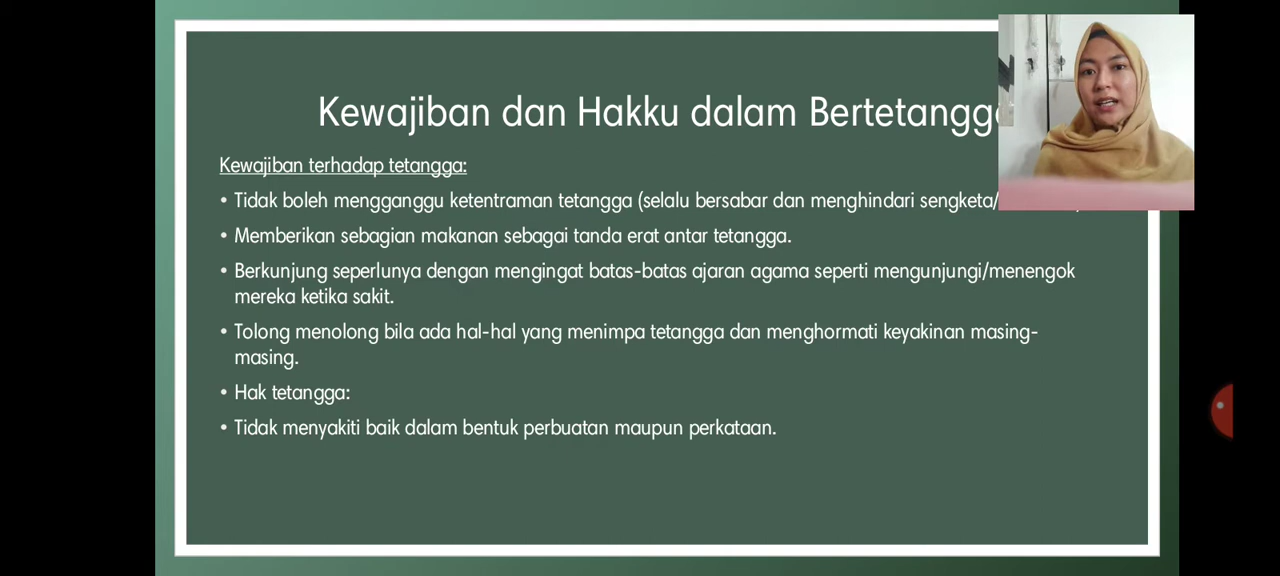 Kewajiban dan Hakku dalam
Kewajiban terhadap tetangga:
• Tidak boleh mengganggu ketentraman tetangga (selalu bersabar dan menghindari sengketa/
• Memberikan sebagian makanan sebagai tanda erat antar tetangga.
• Berkunjung seperlunya dengan mengingat batas-batas ajaran agama seperti mengunjungi/menengok
mereka ketika sakit.
• Tolong menolong bila ada hal-hal yang menimpa tetangga dan menghormati keyakinan masing-
masing.
• Hak tetangga:
• Tidak menyakiti baik dalam bentuk perbuatan maupun perkataan.